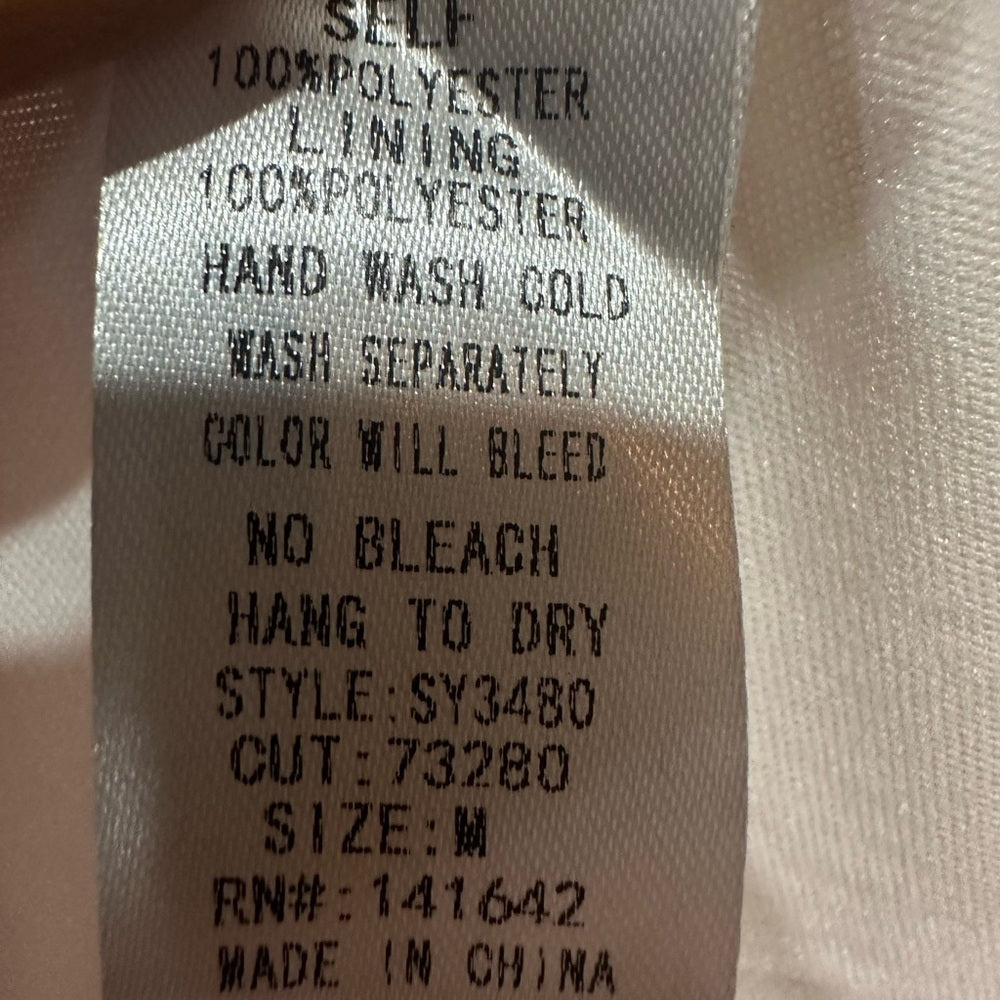 SELF
100%POLYESTER
LINING
100%POLYESTER
HAND WASH COLD
WASH SEPARATELY
COLOR WILL BLEED
NO BLEACH
HANG TO DRY
STYLE:SY3480
CUT:73280
SIZE:M
RN#:141642
MADE IN CHINA